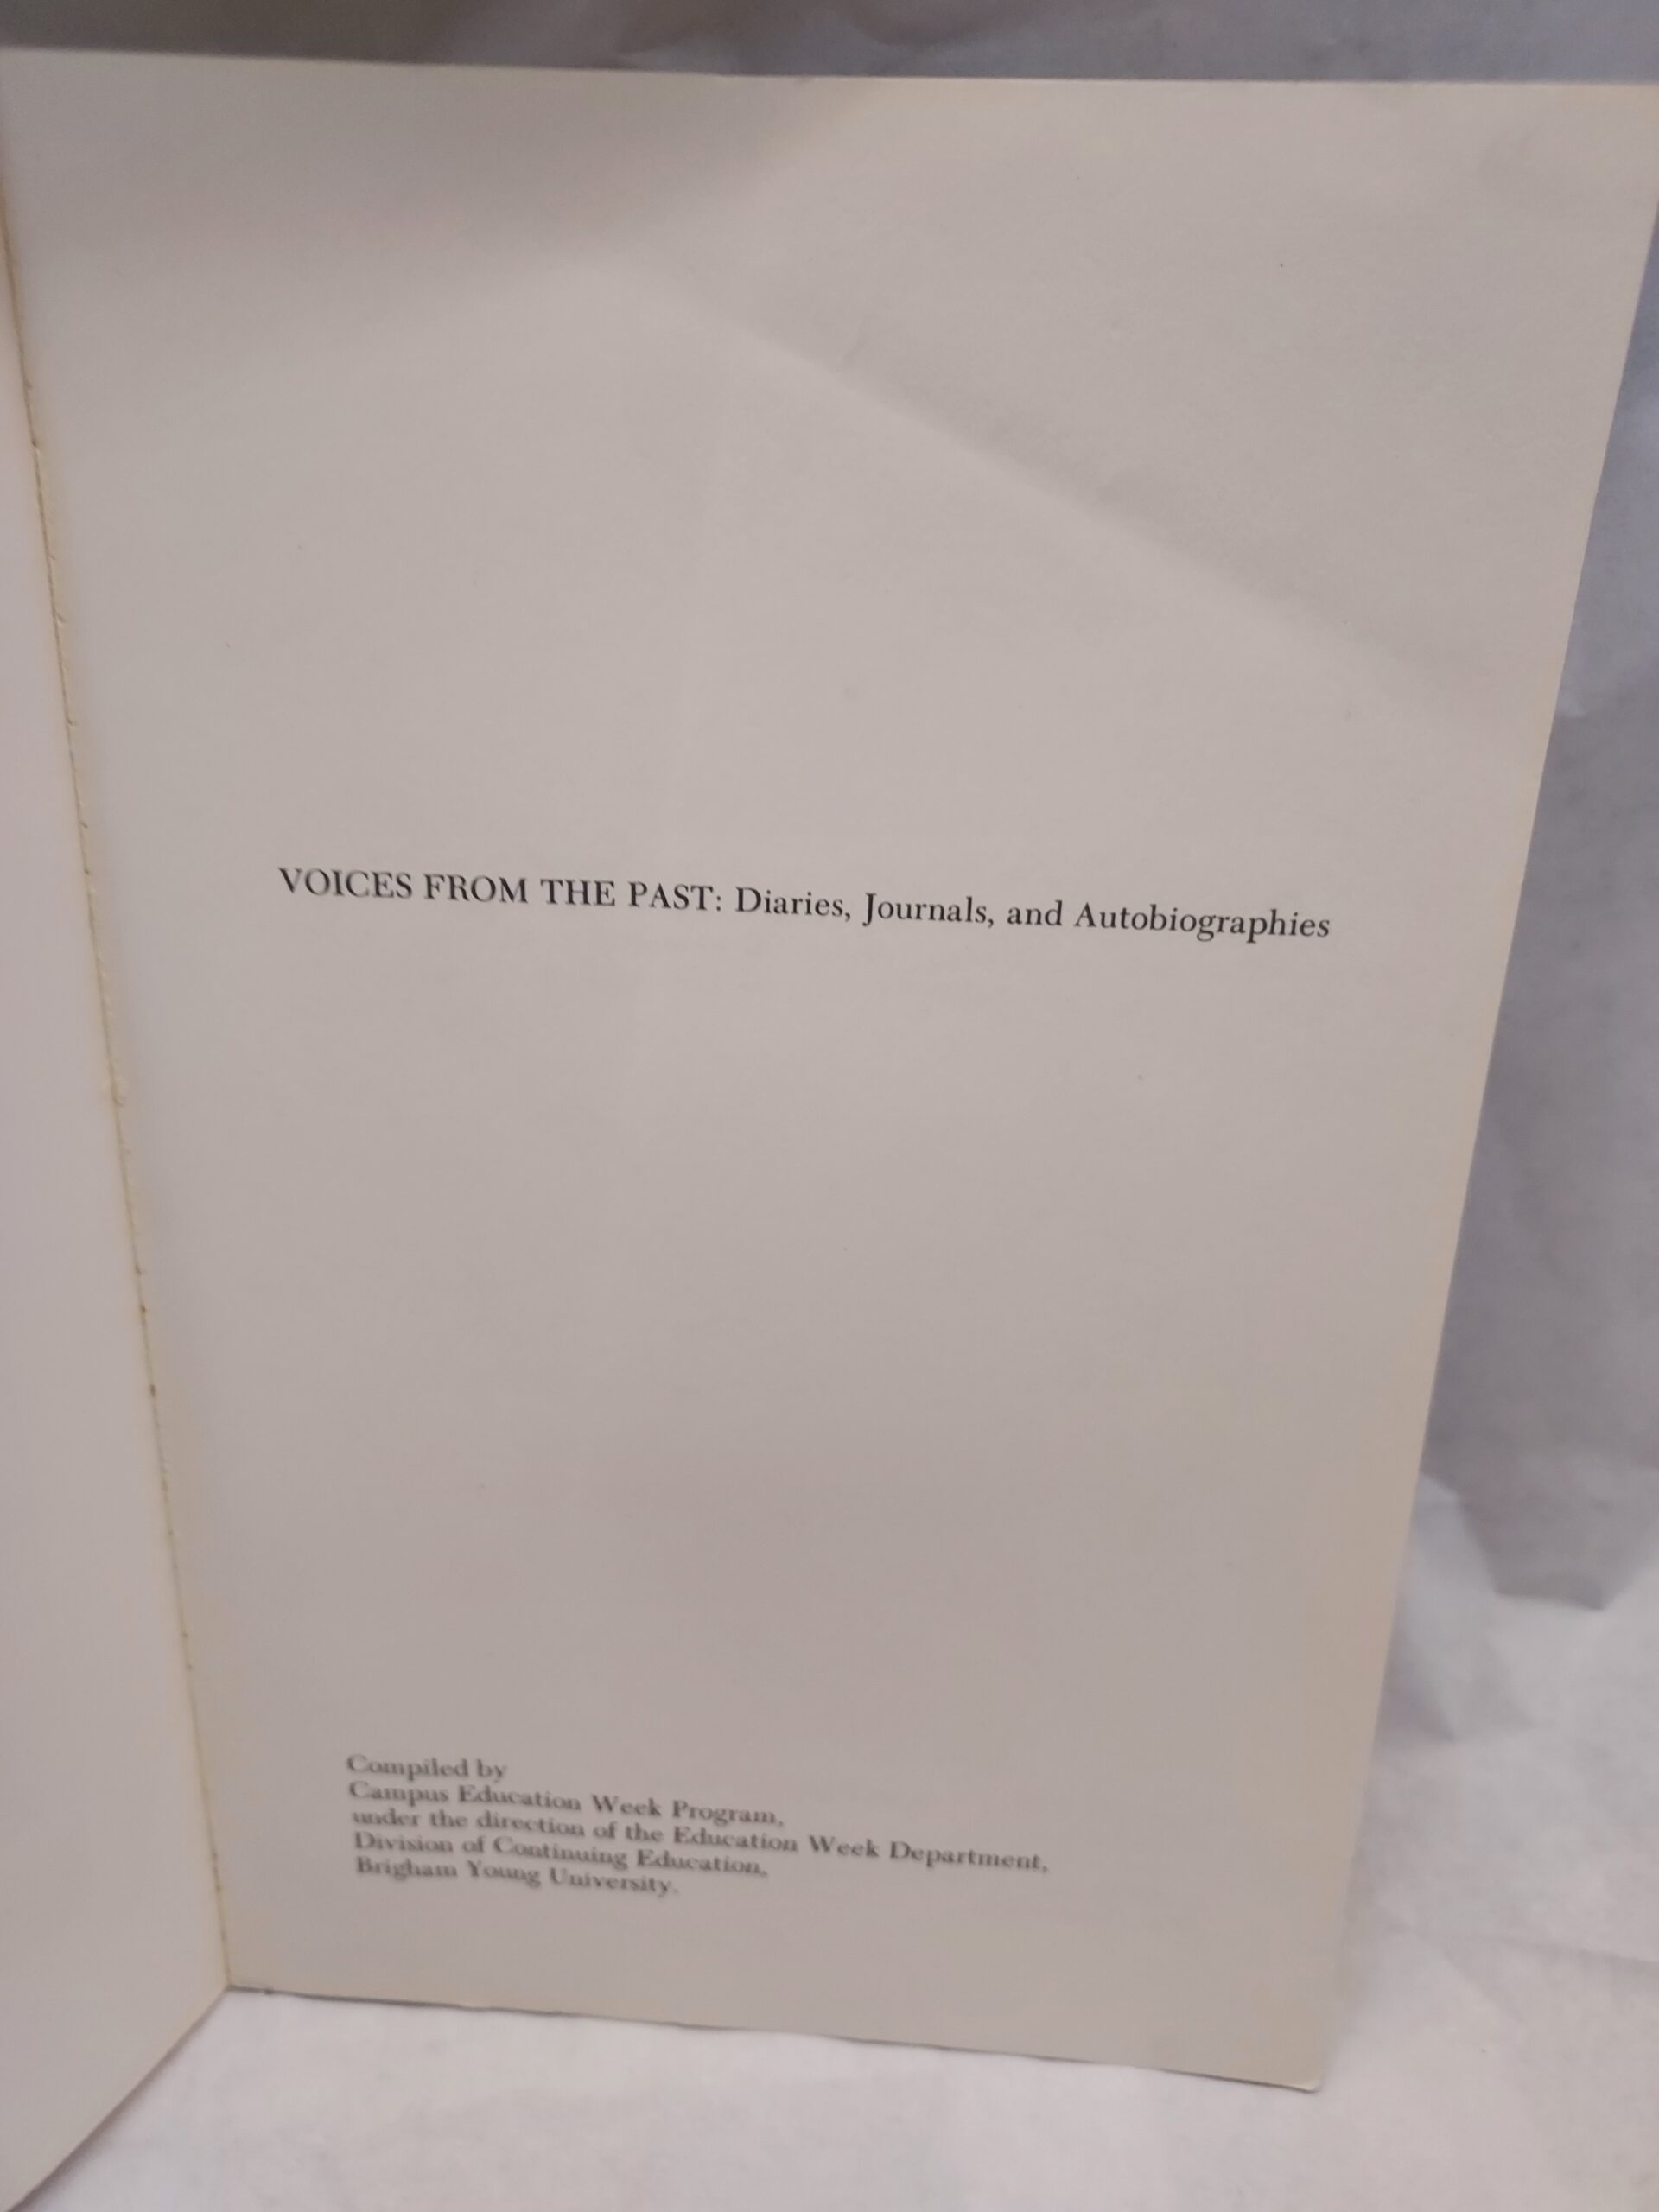 VOICES FROM THE PAST: Diaries, Journals, and Autobiographies
Compiled by
Campus Education Week Program,
under the direction of the Education Week Department,
Division of Continuing Education,
Brigham Young University.